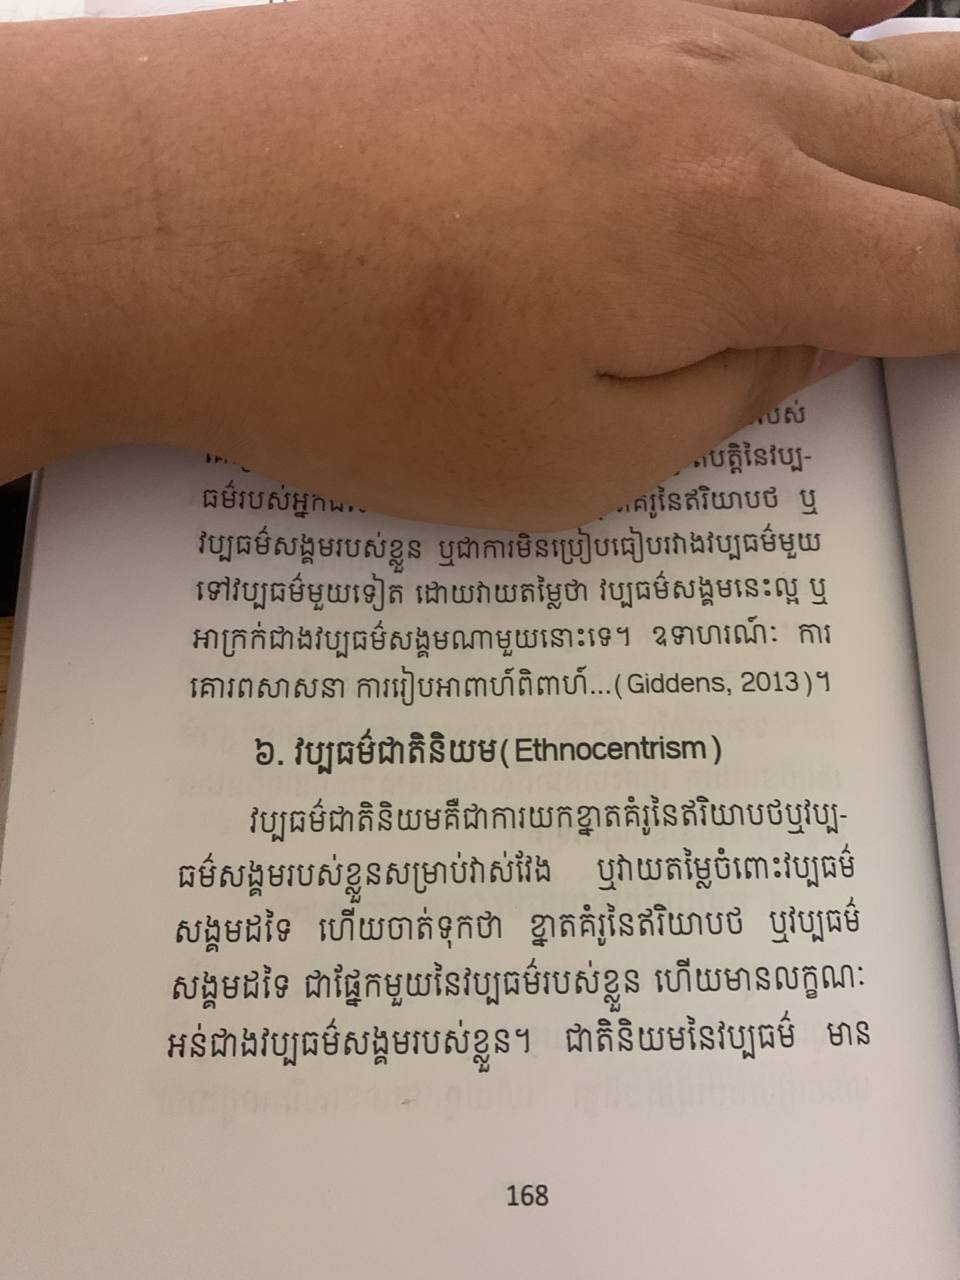 របស់
នៃវប្ប-
ធម៌របស់អ្នក គំរូនៃឥរិយាបថ ឬ
វប្បធម៌សង្គមរបស់ខ្លួន ឬជាការមិនប្រៀបធៀបរវាងវប្បធម៌មួយ
ទៅវប្បធម៌មួយទៀត ដោយវាយតម្លៃថា វប្បធម៌សង្គមនេះល្អ ឬ
អាក្រក់ជាងវប្បធម៌សង្គមណាមួយនោះទេ។ ឧទាហរណ៍ៈ ការ
គោរពសាសនា ការរៀបអាពាហ៍ពិពាហ៍...(Giddens, 2013)។
៦. វប្បធម៌ជាតិនិយម(Ethnocentrism)
វប្បធម៌ជាតិនិយមគឺជាការយកខ្នាតគំរូនៃឥរិយាបថឬវប្ប-
ធម៌សង្គមរបស់ខ្លួនសម្រាប់វាស់វែង ឬវាយតម្លៃចំពោះវប្បធម៌
សង្គមដទៃ ហើយចាត់ទុកថា ខ្នាតគំរូនៃឥរិយាបថ ឬវប្បធម៌
សង្គមដទៃ ជាផ្នែកមួយនៃវប្បធម៌របស់ខ្លួន ហើយមានលក្ខណៈ
អន់ជាងវប្បធម៌សង្គមរបស់ខ្លួន។ ជាតិនិយមនៃវប្បធម៌ មាន
168